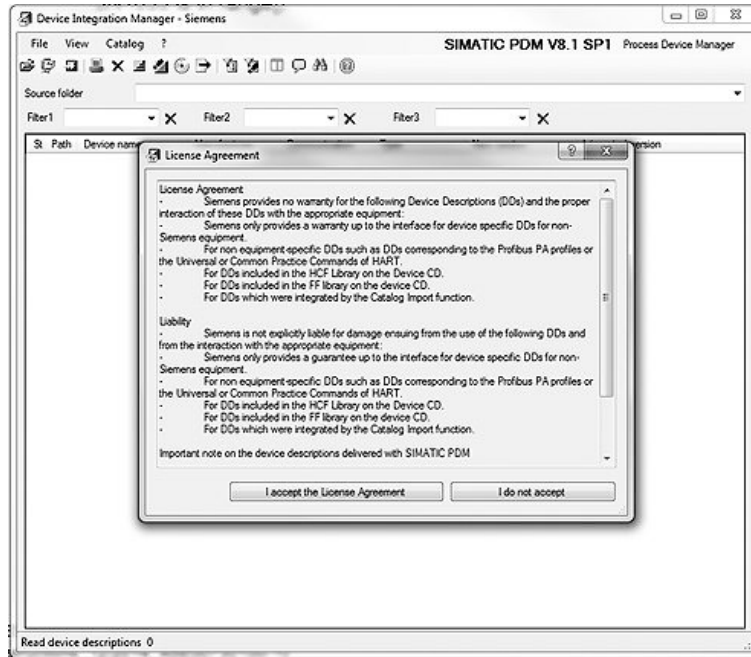 Device Integration Manager - Siemens
File View Catalog ?
SIMATIC PDM V8.1 SP1 Process Device Manager
Source folder
Filter1 Filter2 Filter3
St Path Device name
License Agreement
License Agreement
- Siemens provides no warranty for the following Device Descriptions (DDs) and the proper
interaction of these DDs with the appropriate equipment:
- Siemens only provides a warranty up to the interface for device specific DDs for non-
Siemens equipment.
- For non equipment-specific DDs such as DDs corresponding to the Profibus PA profiles or
the Universal or Common Practice Commands of HART.
- For DDs included in the HCF Library on the Device CD.
- For DDs included in the FF library on the device CD.
- For DDs which were integrated by the Catalog Import function.
Liability
- Siemens is not explicitly liable for damage ensuing from the use of the following DDs and
from the interaction with the appropriate equipment:
- Siemens only provides a guarantee up to the interface for device specific DDs for non-
Siemens equipment.
- For non equipment-specific DDs such as DDs corresponding to the Profibus PA profiles or
the Universal or Common Practice Commands of HART.
- For DDs included in the HCF Library on the Device CD.
- For DDs included in the FF library on the device CD.
- For DDs which were integrated by the Catalog Import function.
Important note on the device descriptions delivered with SIMATIC PDM
I accept the License Agreement I do not accept
Read device descriptions 0